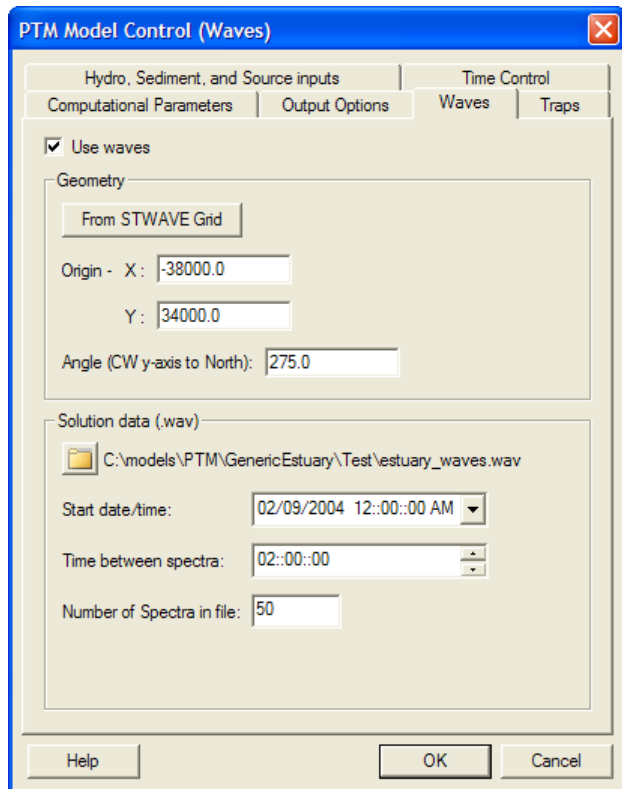 PTM Model Control (Waves)
Hydro, Sediment, and Source inputs Time Control
Computational Parameters Output Options Waves Traps
Use waves
Geometry
From STWAVE Grid
Origin - X : -38000.0
Y : 34000.0
Angle (CW y-axis to North): 275.0
Solution data (.wav)
C:\models\PTM\GenericEstuary\Test\estuary_waves.wav
Start date/time: 02/09/2004 12::00::00 AM
Time between spectra: 02::00::00
Number of Spectra in file: 50
Help OK Cancel